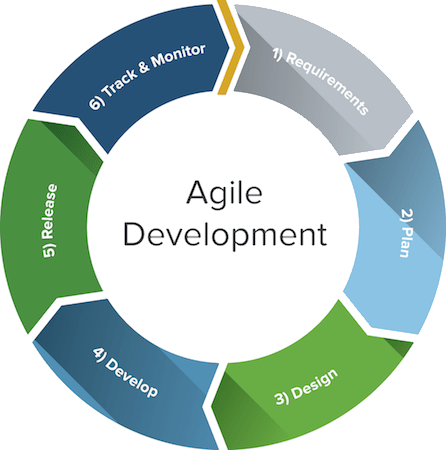 Agile
Development
1) Requirements
2) Plan
3) Design
4) Develop
5) Release
6) Track & Monitor